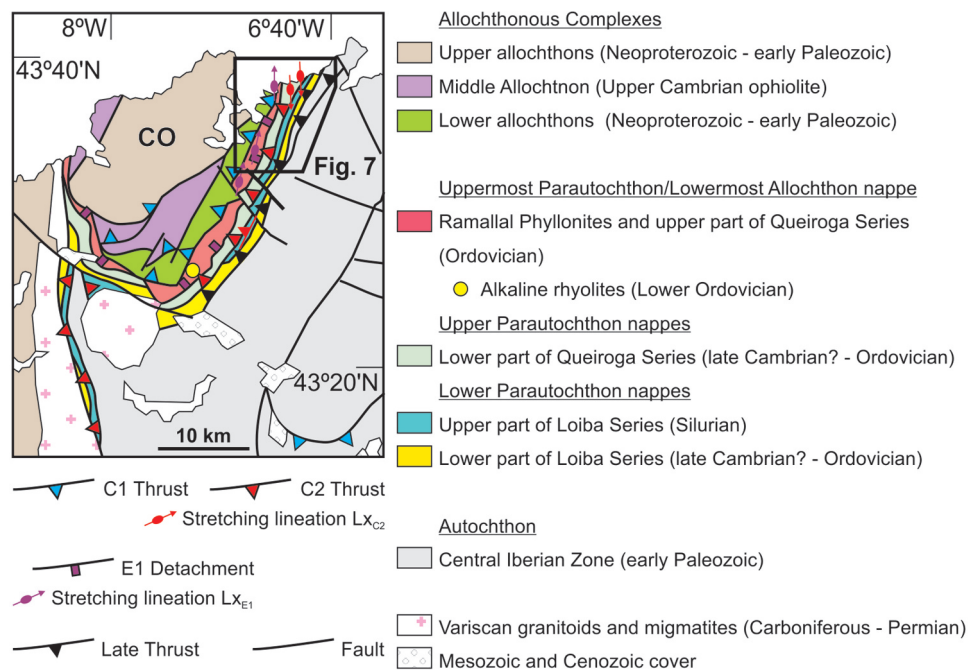 8ºW
6º40'W
43º40'N
CO
Fig. 7
43º20'N
10 km
C1 Thrust
C2 Thrust
Stretching lineation Lx_C2
E1 Detachment
Stretching lineation Lx_E1
Late Thrust
Fault
Allochthonous Complexes
Upper allochthons (Neoproterozoic - early Paleozoic)
Middle Allochtnon (Upper Cambrian ophiolite)
Lower allochthons (Neoproterozoic - early Paleozoic)
Uppermost Parautochthon/Lowermost Allochthon nappe
Ramallal Phyllonites and upper part of Queiroga Series
(Ordovician)
Alkaline rhyolites (Lower Ordovician)
Upper Parautochthon nappes
Lower part of Queiroga Series (late Cambrian? - Ordovician)
Lower Parautochthon nappes
Upper part of Loiba Series (Silurian)
Lower part of Loiba Series (late Cambrian? - Ordovician)
Autochthon
Central Iberian Zone (early Paleozoic)
Variscan granitoids and migmatites (Carboniferous - Permian)
Mesozoic and Cenozoic cover